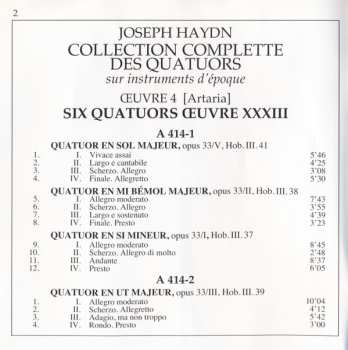 2
JOSEPH HAYDN
COLLECTION COMPLETTE
DES QUATUORS
sur instruments d'époque
ŒUVRE 4 [Artaria]
SIX QUATUORS ŒUVRE XXXIII
A 414-1
QUATUOR EN SOL MAJEUR, opus 33/V, Hob. III. 41
1. I. Vivace assai 5'46
2. II. Largo é cantabile 4'25
3. III. Scherzo. Allegro 3'08
4. IV. Finale. Allegretto 5'30
QUATUOR EN MI BÉMOL MAJEUR, opus 33/II, Hob. III. 38
5. I. Allegro moderato 7'43
6. II. Scherzo. Allegro 3'55
7. III. Largo e sostenuto 4'39
8. IV. Finale. Presto 3'23
QUATUOR EN SI MINEUR, opus 33/I, Hob. III. 37
9. I. Allegro moderato 8'45
10. II. Scherzo. Allegro di molto 2'48
11. III. Andante 8'37
12. IV. Presto 6'05
A 414-2
QUATUOR EN UT MAJEUR, opus 33/III. Hob. III. 39
1. I. Allegro moderato 10'04
2. II. Scherzo. Allegretto 4'12
3. III. Adagio, ma non troppo 5'42
4. IV. Rondo. Presto 3'00